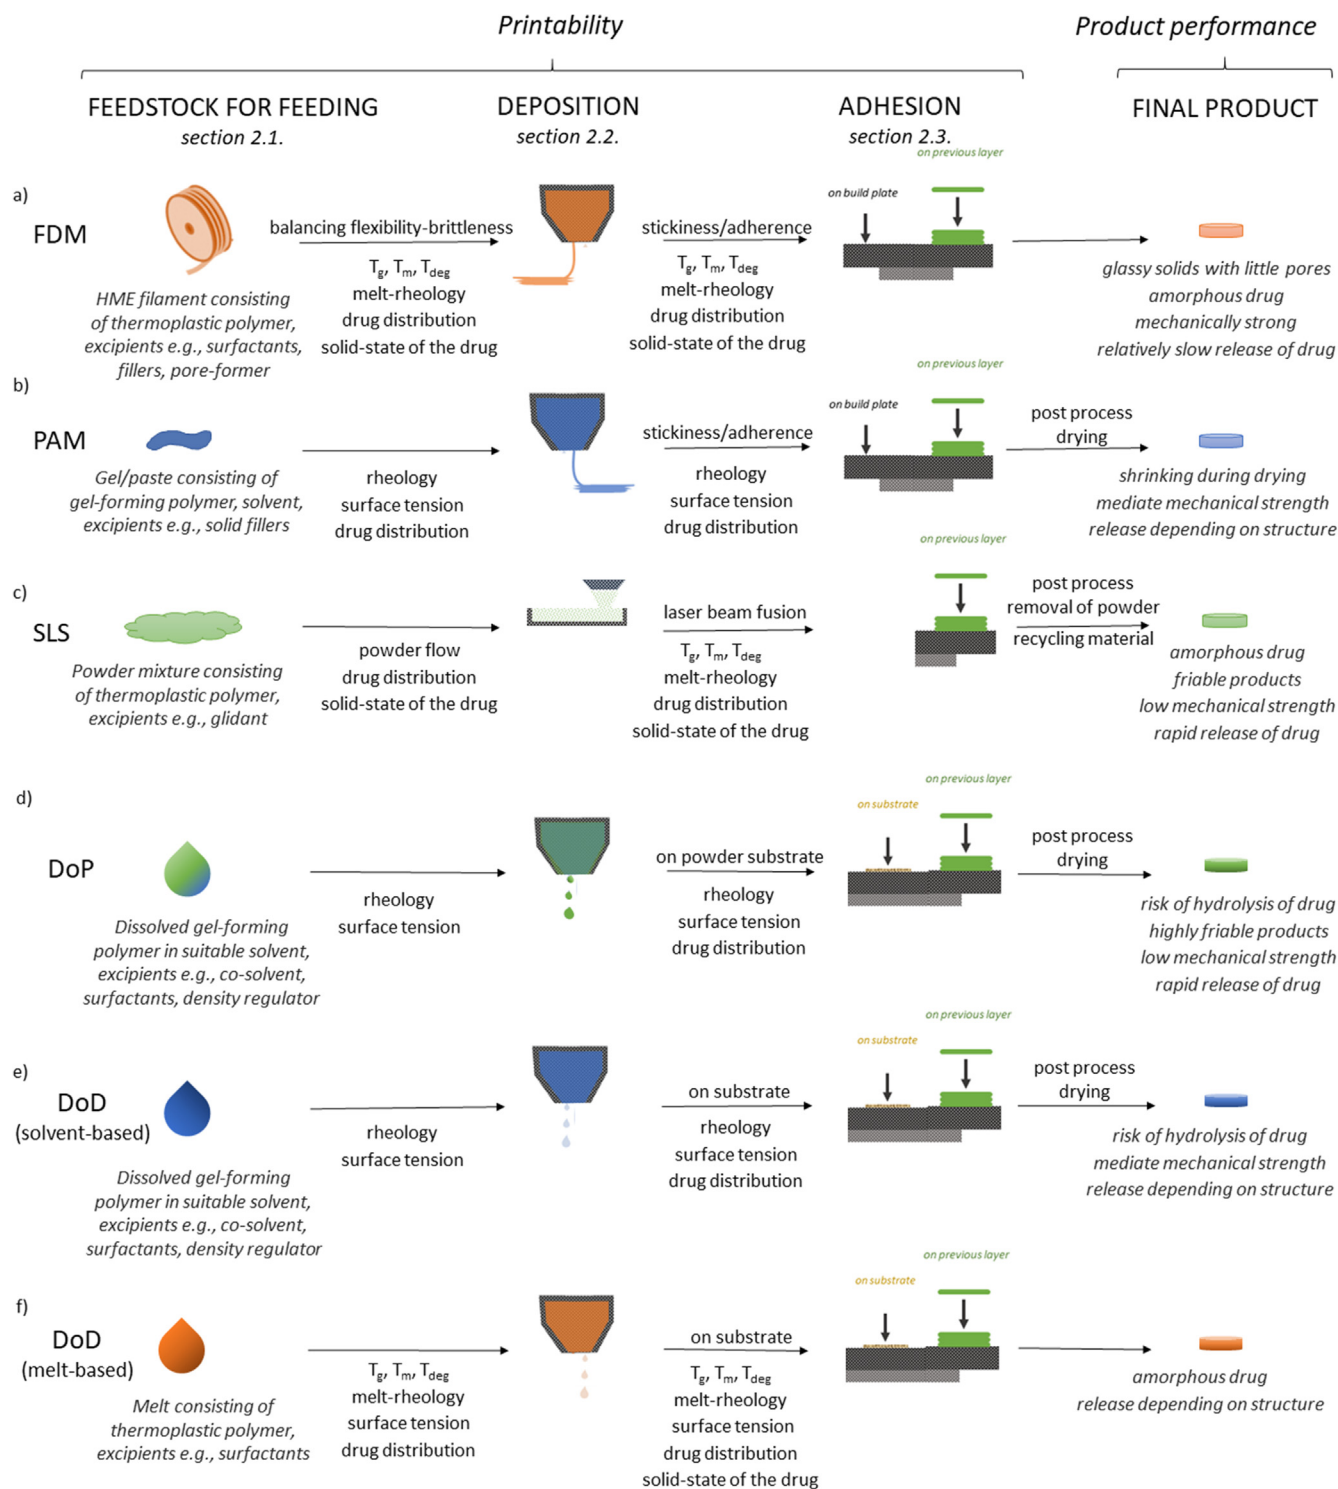 Printability
Product performance
FEEDSTOCK FOR FEEDING
section 2.1.
DEPOSITION
section 2.2.
ADHESION
section 2.3.
FINAL PRODUCT
a)
FDM
HME filament consisting
of thermoplastic polymer,
excipients e.g., surfactants,
fillers, pore-former
balancing flexibility-brittleness
Tg, Tm, Tdeg
melt-rheology
drug distribution
solid-state of the drug
stickiness/adherence
Tg, Tm, Tdeg
melt-rheology
drug distribution
solid-state of the drug
on build plate
on previous layer
glassy solids with little pores
amorphous drug
mechanically strong
relatively slow release of drug
b)
PAM
Gel/paste consisting of
gel-forming polymer, solvent,
excipients e.g., solid fillers
rheology
surface tension
drug distribution
stickiness/adherence
rheology
surface tension
drug distribution
on build plate
on previous layer
post process
drying
shrinking during drying
mediate mechanical strength
release depending on structure
c)
SLS
Powder mixture consisting
of thermoplastic polymer,
excipients e.g., glidant
powder flow
drug distribution
solid-state of the drug
laser beam fusion
Tg, Tm, Tdeg
melt-rheology
drug distribution
solid-state of the drug
on previous layer
post process
removal of powder
recycling material
amorphous drug
friable products
low mechanical strength
rapid release of drug
d)
DoP
Dissolved gel-forming
polymer in suitable solvent,
excipients e.g., co-solvent,
surfactants, density regulator
rheology
surface tension
on powder substrate
rheology
surface tension
drug distribution
on substrate
on previous layer
post process
drying
risk of hydrolysis of drug
highly friable products
low mechanical strength
rapid release of drug
e)
DoD
(solvent-based)
Dissolved gel-forming
polymer in suitable solvent,
excipients e.g., co-solvent,
surfactants, density regulator
rheology
surface tension
on substrate
rheology
surface tension
drug distribution
on substrate
on previous layer
post process
drying
risk of hydrolysis of drug
mediate mechanical strength
release depending on structure
f)
DoD
(melt-based)
Melt consisting of
thermoplastic polymer,
excipients e.g., surfactants
Tg, Tm, Tdeg
melt-rheology
surface tension
drug distribution
on substrate
Tg, Tm, Tdeg
melt-rheology
surface tension
drug distribution
solid-state of the drug
on substrate
on previous layer
amorphous drug
release depending on structure